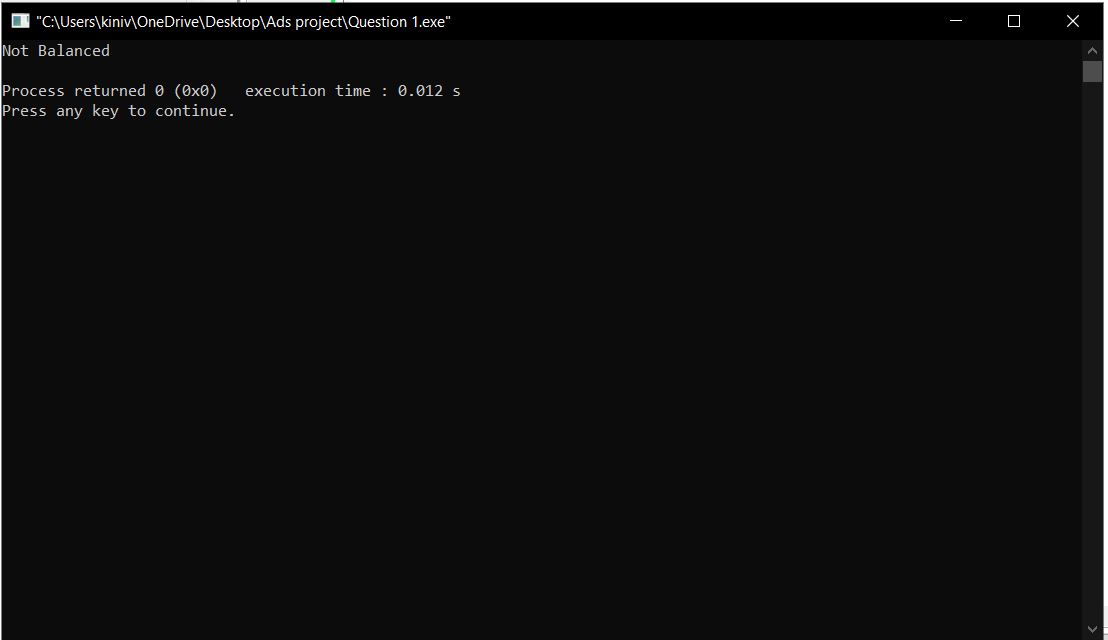 "C:\Users\kiniv\OneDrive\Desktop\Ads project\Question 1.exe"
Not Balanced
Process returned 0 (0x0)   execution time : 0.012 s
Press any key to continue.